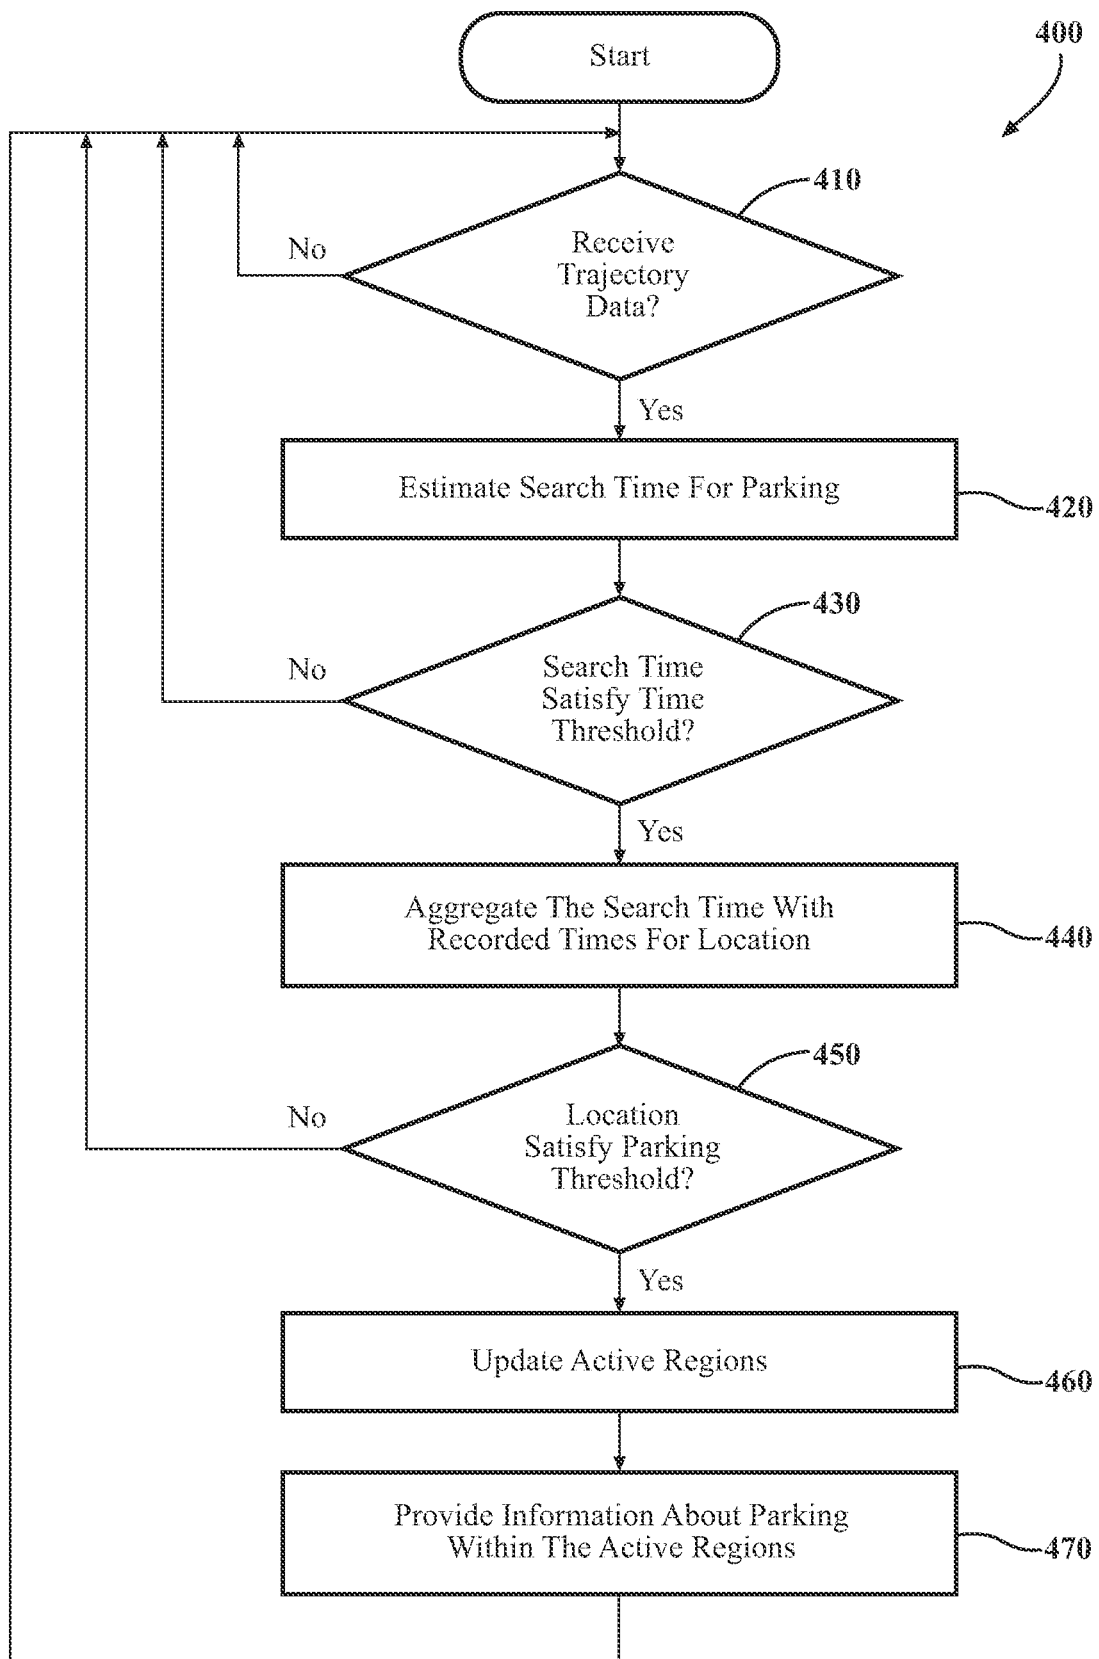 Start
400
410
Receive
Trajectory
Data?
No
Yes
Estimate Search Time For Parking
420
430
Search Time
Satisfy Time
Threshold?
No
Yes
Aggregate The Search Time With
Recorded Times For Location
440
450
Location
Satisfy Parking
Threshold?
No
Yes
Update Active Regions
460
Provide Information About Parking
Within The Active Regions
470